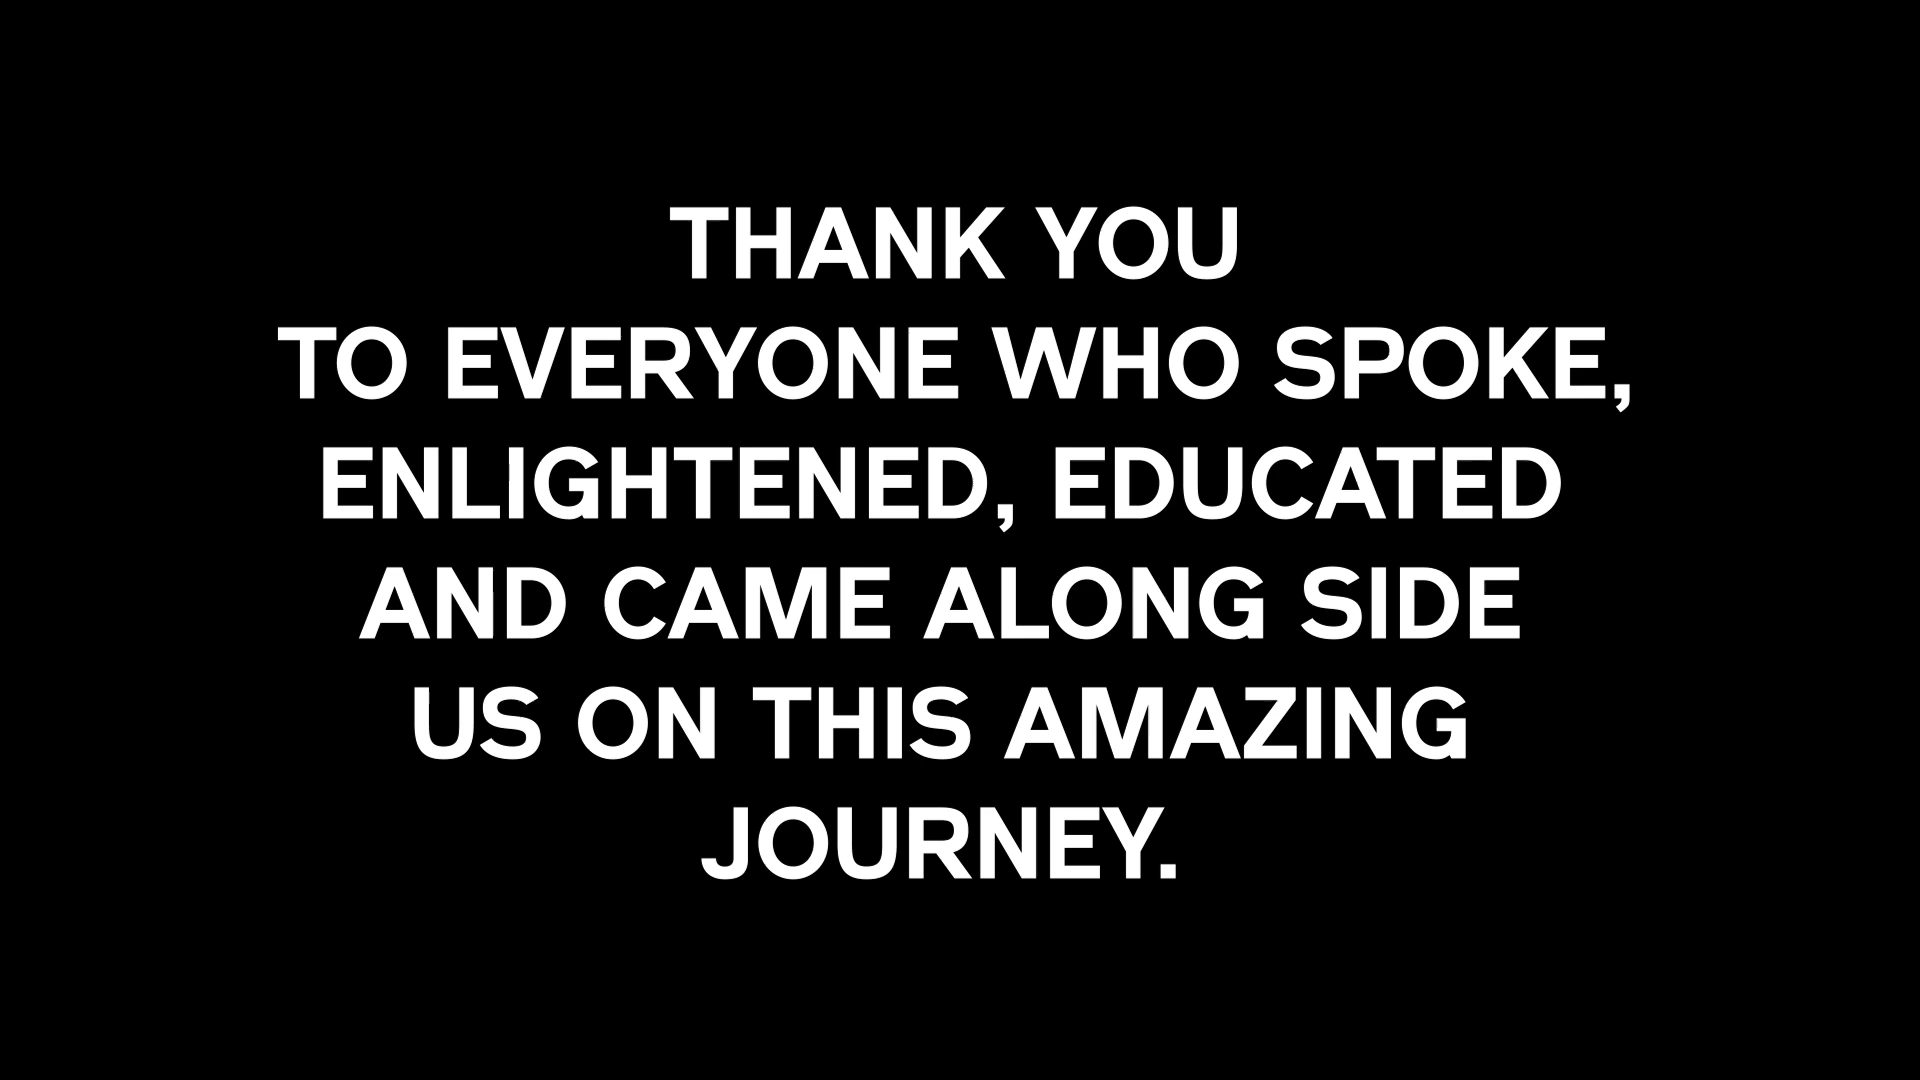 THANK YOU
TO EVERYONE WHO SPOKE,
ENLIGHTENED, EDUCATED
AND CAME ALONG SIDE
US ON THIS AMAZING
JOURNEY.